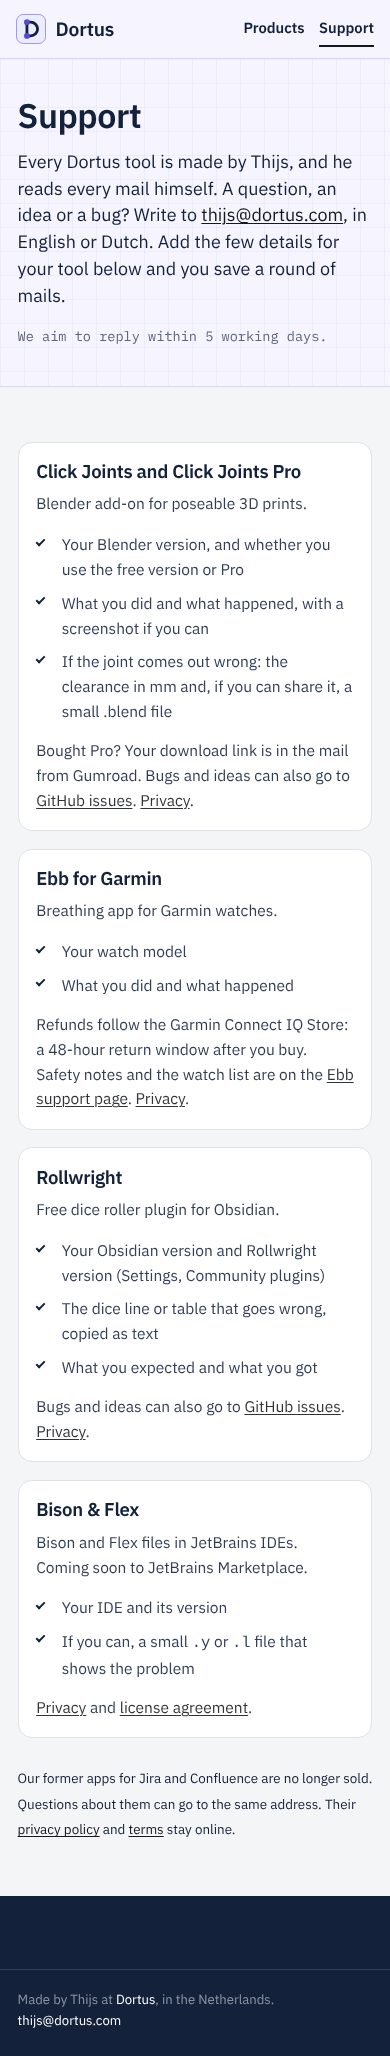 Dortus
Products Support
Support
Every Dortus tool is made by Thijs, and he
reads every mail himself. A question, an
idea or a bug? Write to thijs@dortus.com, in
English or Dutch. Add the few details for
your tool below and you save a round of
mails.
We aim to reply within 5 working days.
Click Joints and Click Joints Pro
Blender add-on for poseable 3D prints.
Your Blender version, and whether you
use the free version or Pro
What you did and what happened, with a
screenshot if you can
If the joint comes out wrong: the
clearance in mm and, if you can share it, a
small .blend file
Bought Pro? Your download link is in the mail
from Gumroad. Bugs and ideas can also go to
GitHub issues. Privacy.
Ebb for Garmin
Breathing app for Garmin watches.
Your watch model
What you did and what happened
Refunds follow the Garmin Connect IQ Store:
a 48-hour return window after you buy.
Safety notes and the watch list are on the Ebb
support page. Privacy.
Rollwright
Free dice roller plugin for Obsidian.
Your Obsidian version and Rollwright
version (Settings, Community plugins)
The dice line or table that goes wrong,
copied as text
What you expected and what you got
Bugs and ideas can also go to GitHub issues.
Privacy.
Bison & Flex
Bison and Flex files in JetBrains IDEs.
Coming soon to JetBrains Marketplace.
Your IDE and its version
If you can, a small .y or .l file that
shows the problem
Privacy and license agreement.
Our former apps for Jira and Confluence are no longer sold.
Questions about them can go to the same address. Their
privacy policy and terms stay online.
Made by Thijs at Dortus, in the Netherlands.
thijs@dortus.com